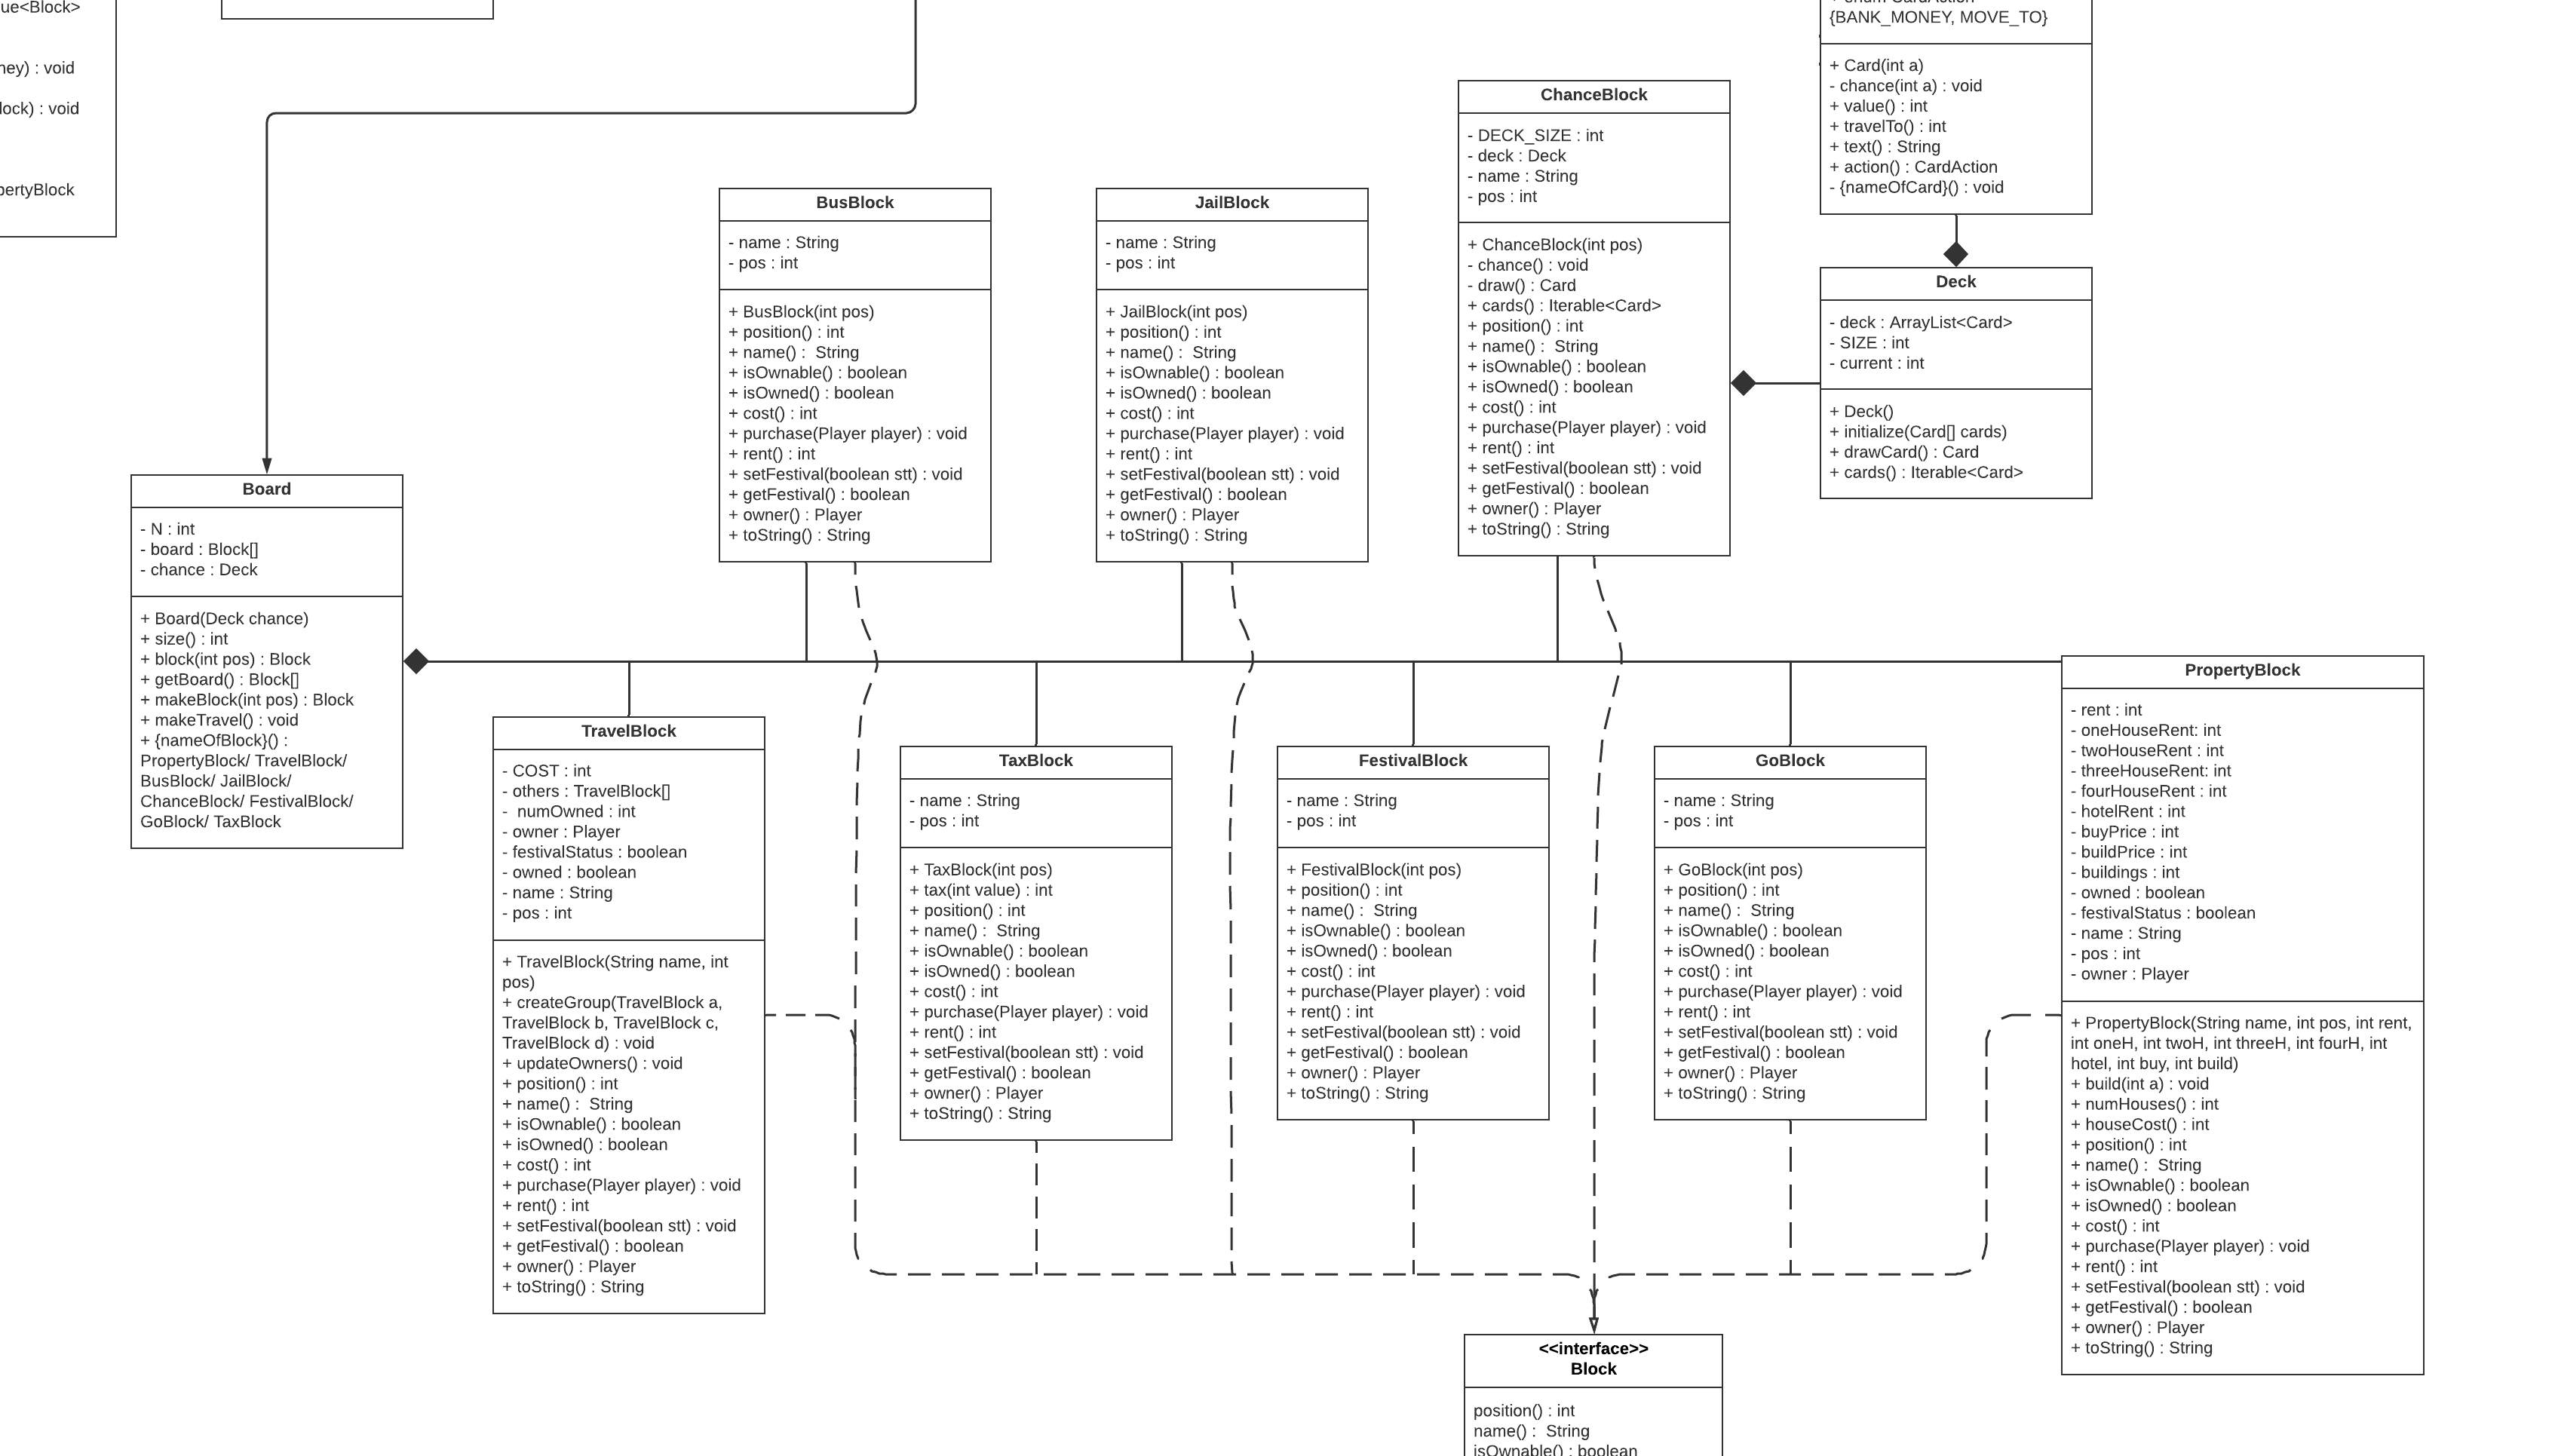 ue<Block>
ney) : void
lock) : void
pertyBlock
{BANK_MONEY, MOVE_TO}
+ Card(int a)
- chance(int a) : void
+ value() : int
+ travelTo() : int
+ text() : String
+ action() : CardAction
- {nameOfCard}() : void
ChanceBlock
- DECK_SIZE : int
- deck : Deck
- name : String
- pos : int
+ ChanceBlock(int pos)
- chance() : void
- draw() : Card
+ cards() : Iterable<Card>
+ position() : int
+ name() :  String
+ isOwnable() : boolean
+ isOwned() : boolean
+ cost() : int
+ purchase(Player player) : void
+ rent() : int
+ setFestival(boolean stt) : void
+ getFestival() : boolean
+ owner() : Player
+ toString() : String
BusBlock
- name : String
- pos : int
+ BusBlock(int pos)
+ position() : int
+ name() :  String
+ isOwnable() : boolean
+ isOwned() : boolean
+ cost() : int
+ purchase(Player player) : void
+ rent() : int
+ setFestival(boolean stt) : void
+ getFestival() : boolean
+ owner() : Player
+ toString() : String
JailBlock
- name : String
- pos : int
+ JailBlock(int pos)
+ position() : int
+ name() :  String
+ isOwnable() : boolean
+ isOwned() : boolean
+ cost() : int
+ purchase(Player player) : void
+ rent() : int
+ setFestival(boolean stt) : void
+ getFestival() : boolean
+ owner() : Player
+ toString() : String
Deck
- deck : ArrayList<Card>
- SIZE : int
- current : int
+ Deck()
+ initialize(Card[] cards)
+ drawCard() : Card
+ cards() : Iterable<Card>
Board
- N : int
- board : Block[]
- chance : Deck
+ Board(Deck chance)
+ size() : int
+ block(int pos) : Block
+ getBoard() : Block[]
+ makeBlock(int pos) : Block
+ makeTravel() : void
+ {nameOfBlock}() :
PropertyBlock/ TravelBlock/
BusBlock/ JailBlock/
ChanceBlock/ FestivalBlock/
GoBlock/ TaxBlock
TravelBlock
- COST : int
- others : TravelBlock[]
-  numOwned : int
- owner : Player
- festivalStatus : boolean
- owned : boolean
- name : String
- pos : int
+ TravelBlock(String name, int
pos)
+ createGroup(TravelBlock a,
TravelBlock b, TravelBlock c,
TravelBlock d) : void
+ updateOwners() : void
+ position() : int
+ name() :  String
+ isOwnable() : boolean
+ isOwned() : boolean
+ cost() : int
+ purchase(Player player) : void
+ rent() : int
+ setFestival(boolean stt) : void
+ getFestival() : boolean
+ owner() : Player
+ toString() : String
TaxBlock
- name : String
- pos : int
+ TaxBlock(int pos)
+ tax(int value) : int
+ position() : int
+ name() :  String
+ isOwnable() : boolean
+ isOwned() : boolean
+ cost() : int
+ purchase(Player player) : void
+ rent() : int
+ setFestival(boolean stt) : void
+ getFestival() : boolean
+ owner() : Player
+ toString() : String
FestivalBlock
- name : String
- pos : int
+ FestivalBlock(int pos)
+ position() : int
+ name() :  String
+ isOwnable() : boolean
+ isOwned() : boolean
+ cost() : int
+ purchase(Player player) : void
+ rent() : int
+ setFestival(boolean stt) : void
+ getFestival() : boolean
+ owner() : Player
+ toString() : String
GoBlock
- name : String
- pos : int
+ GoBlock(int pos)
+ position() : int
+ name() :  String
+ isOwnable() : boolean
+ isOwned() : boolean
+ cost() : int
+ purchase(Player player) : void
+ rent() : int
+ setFestival(boolean stt) : void
+ getFestival() : boolean
+ owner() : Player
+ toString() : String
PropertyBlock
- rent : int
- oneHouseRent: int
- twoHouseRent : int
- threeHouseRent: int
- fourHouseRent : int
- hotelRent : int
- buyPrice : int
- buildPrice : int
- buildings : int
- owned : boolean
- festivalStatus : boolean
- name : String
- pos : int
- owner : Player
+ PropertyBlock(String name, int pos, int rent,
int oneH, int twoH, int threeH, int fourH, int
hotel, int buy, int build)
+ build(int a) : void
+ numHouses() : int
+ houseCost() : int
+ position() : int
+ name() :  String
+ isOwnable() : boolean
+ isOwned() : boolean
+ cost() : int
+ purchase(Player player) : void
+ rent() : int
+ setFestival(boolean stt) : void
+ getFestival() : boolean
+ owner() : Player
+ toString() : String
<<interface>>
Block
position() : int
name() :  String
isOwnable() : boolean